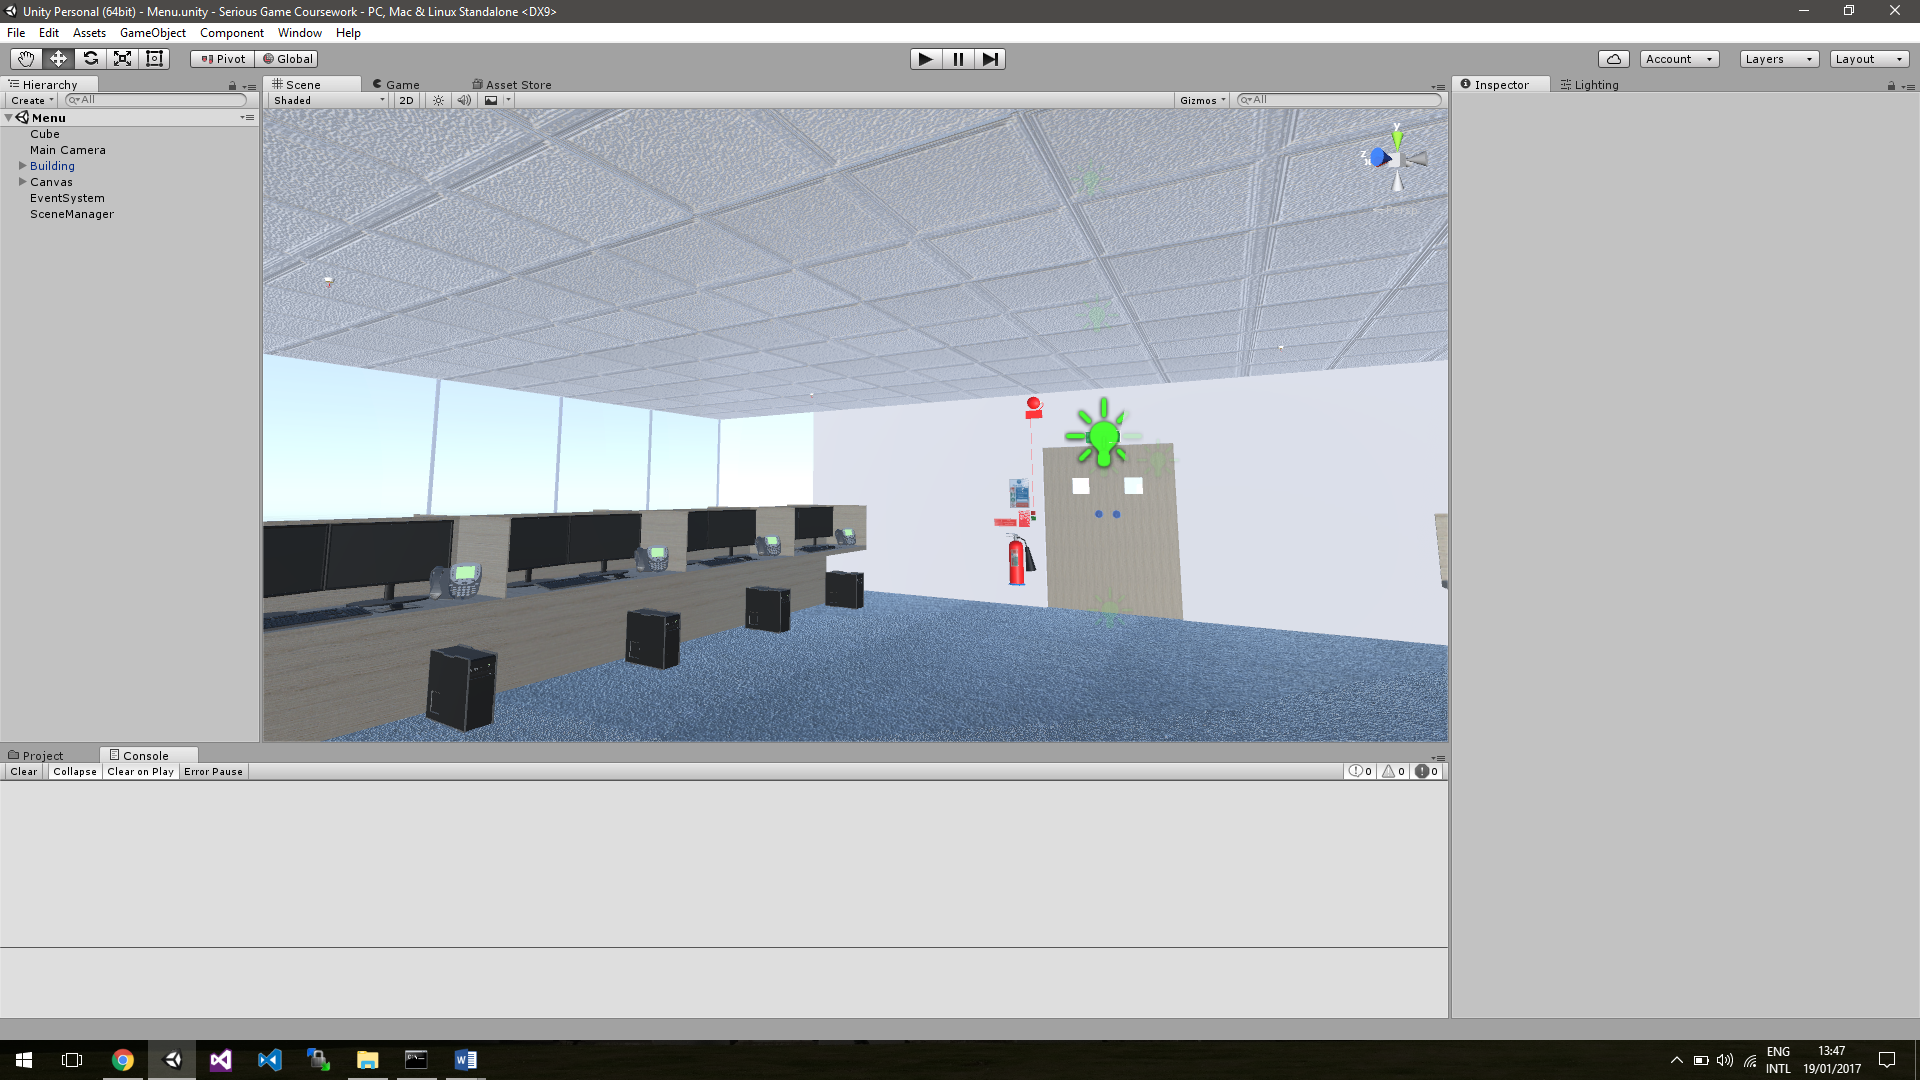 Unity Personal (64bit) - Menu.unity - Serious Game Coursework - PC, Mac & Linux Standalone <DX9>
File Edit Assets GameObject Component Window Help
Pivot Global Account Layers Layout
Hierarchy
Create All
Menu
Cube
Main Camera
Building
Canvas
EventSystem
SceneManager
Scene Game Asset Store
Shaded 2D Gizmos All
y
z
x
Persp
Inspector Lighting
Project Console
Clear Collapse Clear on Play Error Pause 0 0 0
ENG
INTL
13:47
19/01/2017